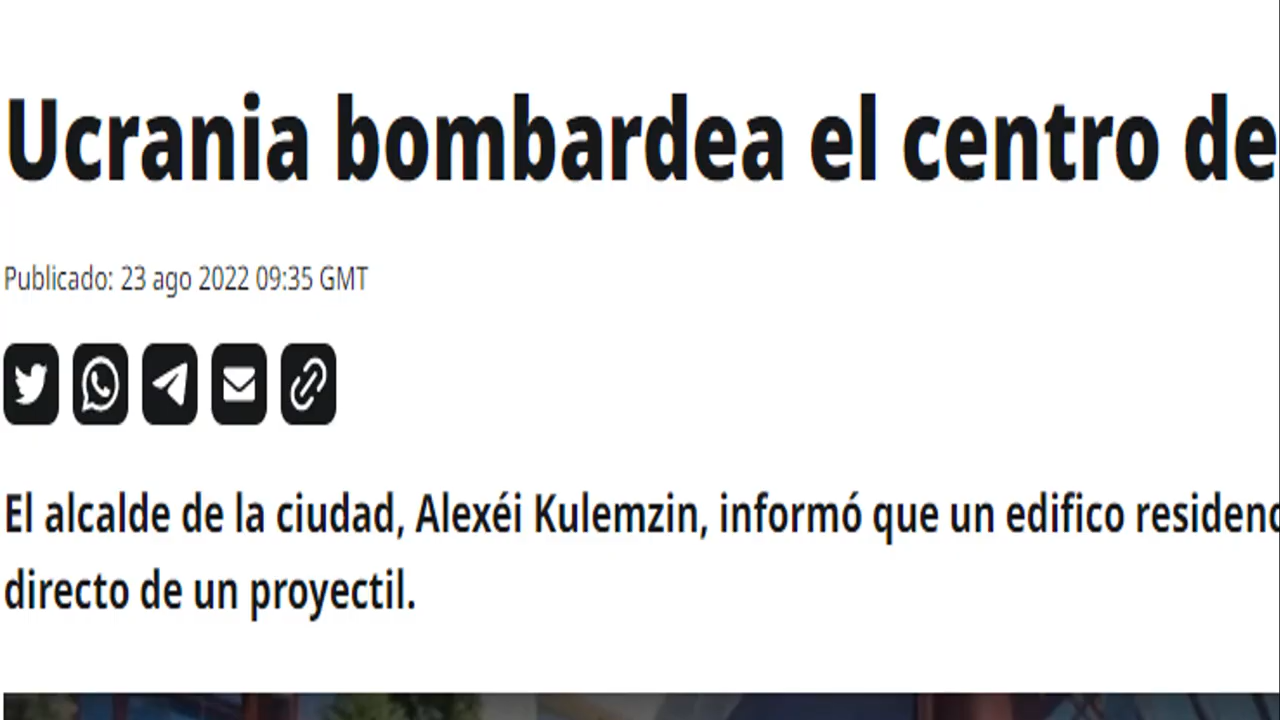 Ucrania bombardea el centro de
Publicado: 23 ago 2022 09:35 GMT
El alcalde de la ciudad, Alexéi Kulemzin, informó que un edifico
directo de un proyectil.